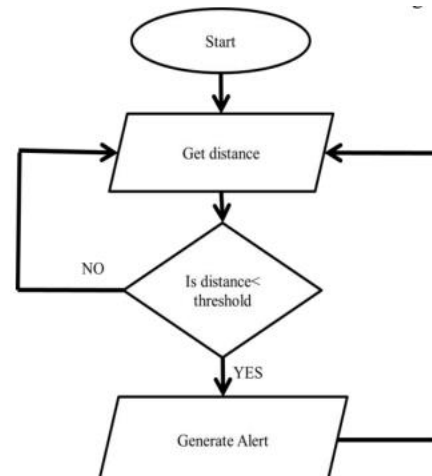 Start
Get distance
NO
Is distance<
threshold
YES
Generate Alert